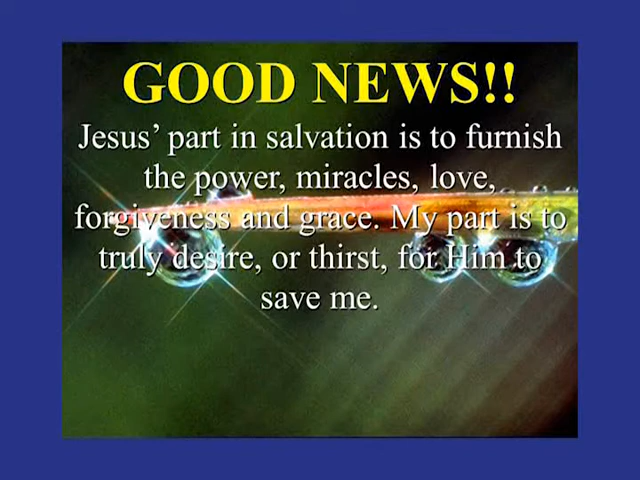 GOOD NEWS!!
Jesus’ part in salvation is to furnish
the power, miracles, love,
forgiveness and grace. My part is to
truly desire, or thirst, for Him to
save me.